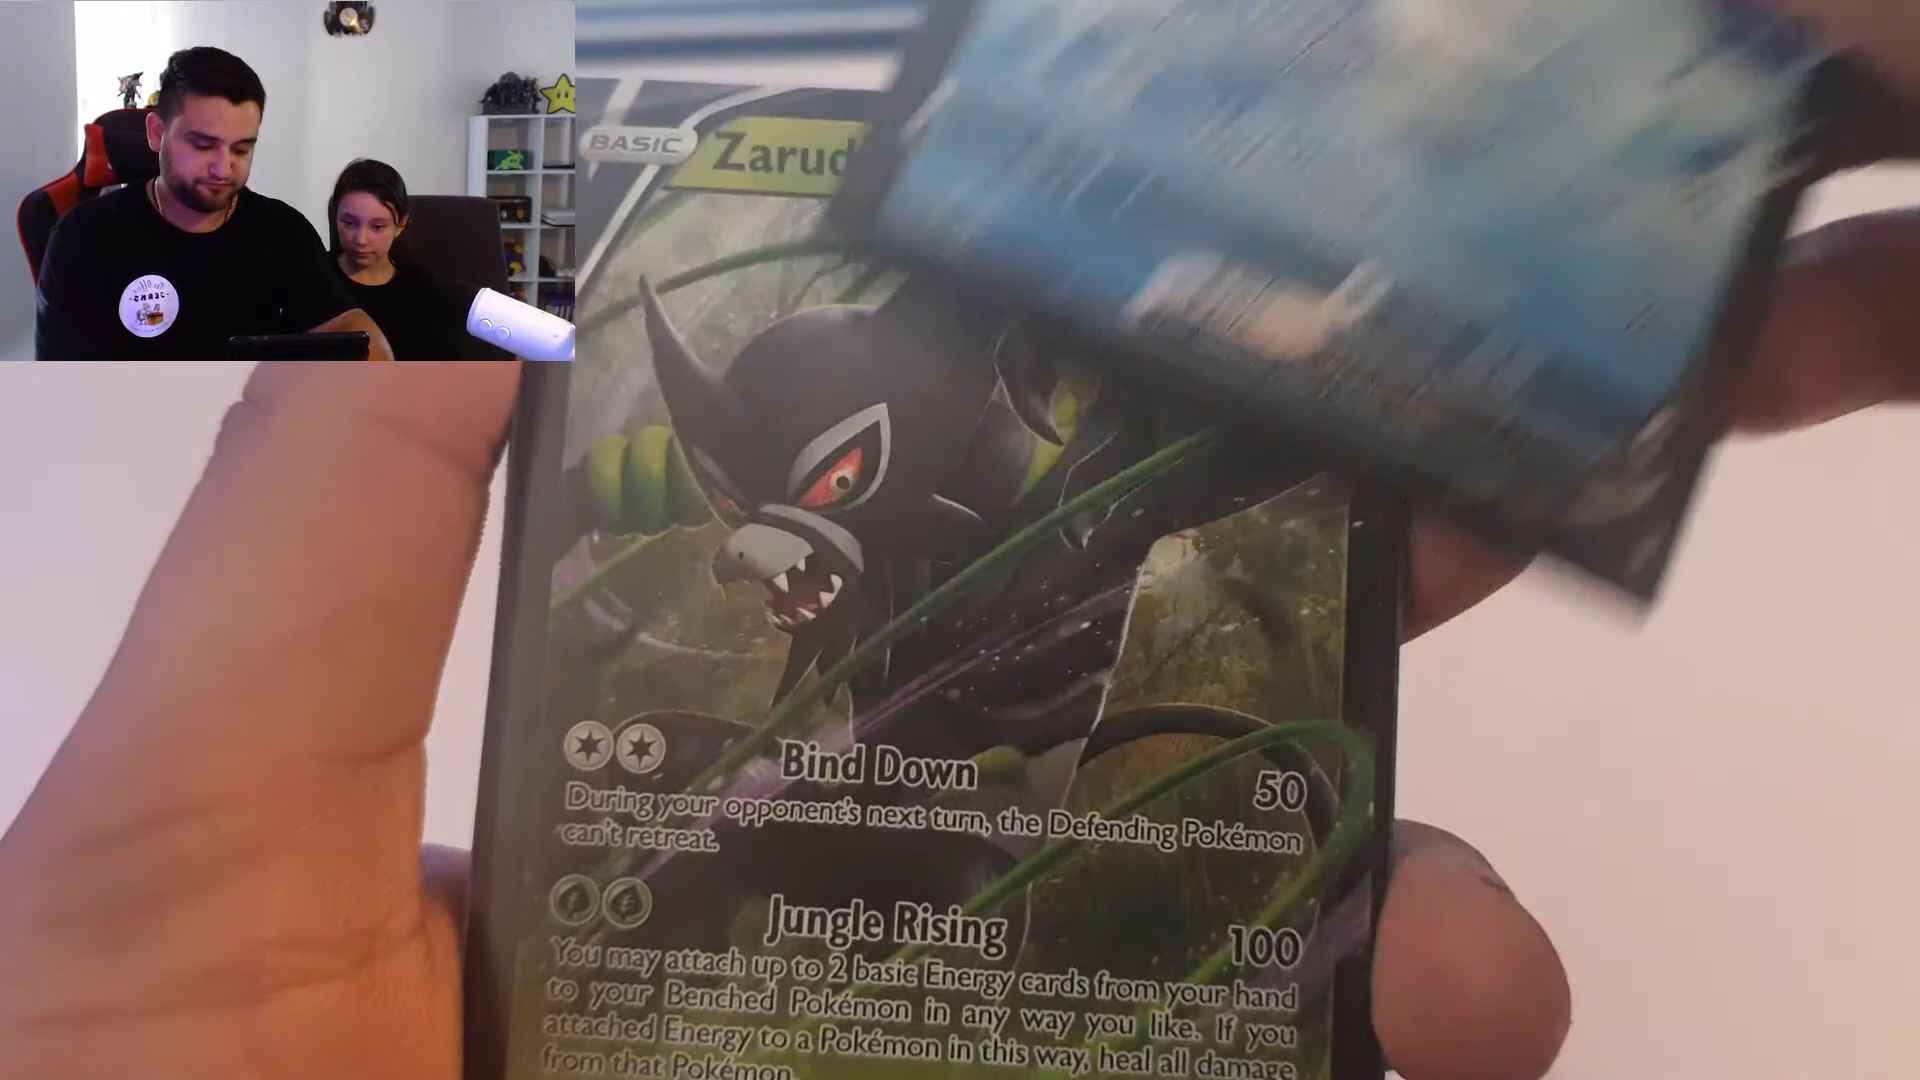 BASIC
Zarud
Bind Down
50
During your opponent's next turn, the Defending Pokémon
can't retreat.
Jungle Rising
100
You may attach up to 2 basic Energy cards from your hand
to your Benched Pokémon in any way you like. If you
attached Energy to a Pokémon in this way, heal all damage
from that Pokémon.